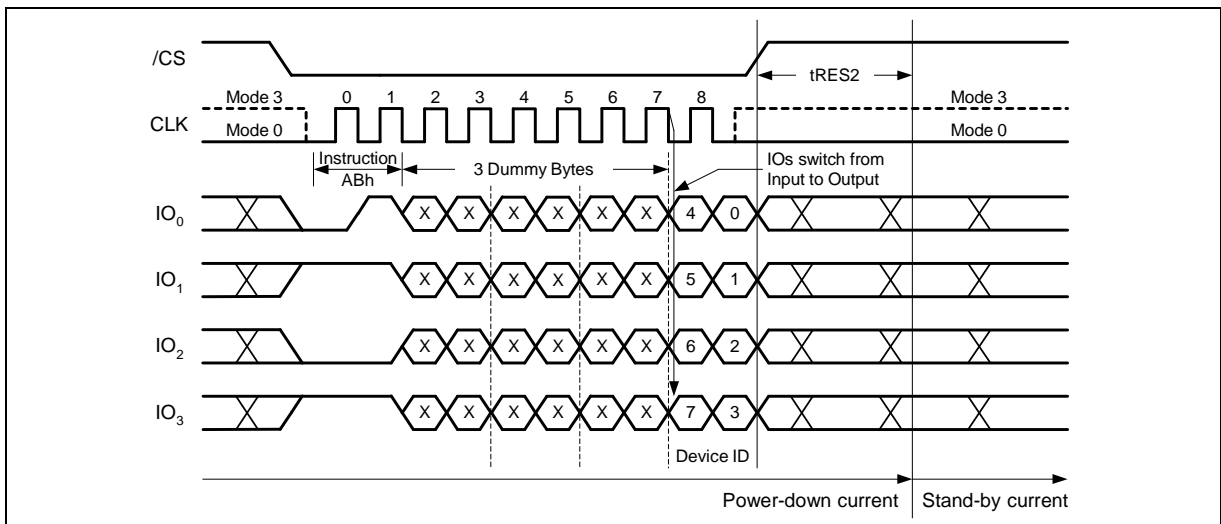 /CS
tRES2
Mode 3 0 1 2 3 4 5 6 7 8 Mode 3
CLK
Mode 0 Mode 0
Instruction
ABh
3 Dummy Bytes
IOs switch from
Input to Output
IO0 X X X X X X 4 0
IO1 X X X X X X 5 1
IO2 X X X X X X 6 2
IO3 X X X X X X 7 3
Device ID
Power-down current Stand-by current